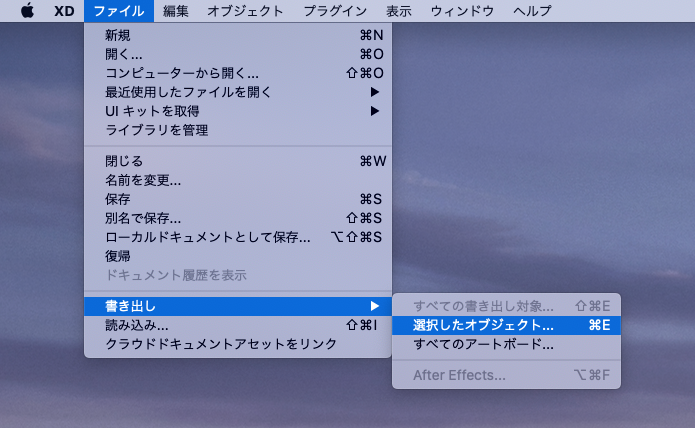 XD ファイル 編集 オブジェクト プラグイン 表示 ウィンドウ ヘルプ
新規 ⌘N
開く... ⌘O
コンピューターから開く... ⇧⌘O
最近使用したファイルを開く ▶
UI キットを取得 ▶
ライブラリを管理
閉じる ⌘W
名前を変更...
保存 ⌘S
別名で保存... ⇧⌘S
ローカルドキュメントとして保存... ⌥⇧⌘S
復帰
ドキュメント履歴を表示
書き出し ▶
読み込み... ⇧⌘I
クラウドドキュメントアセットをリンク
すべての書き出し対象... ⇧⌘E
選択したオブジェクト... ⌘E
すべてのアートボード...
After Effects... ⌥⌘F